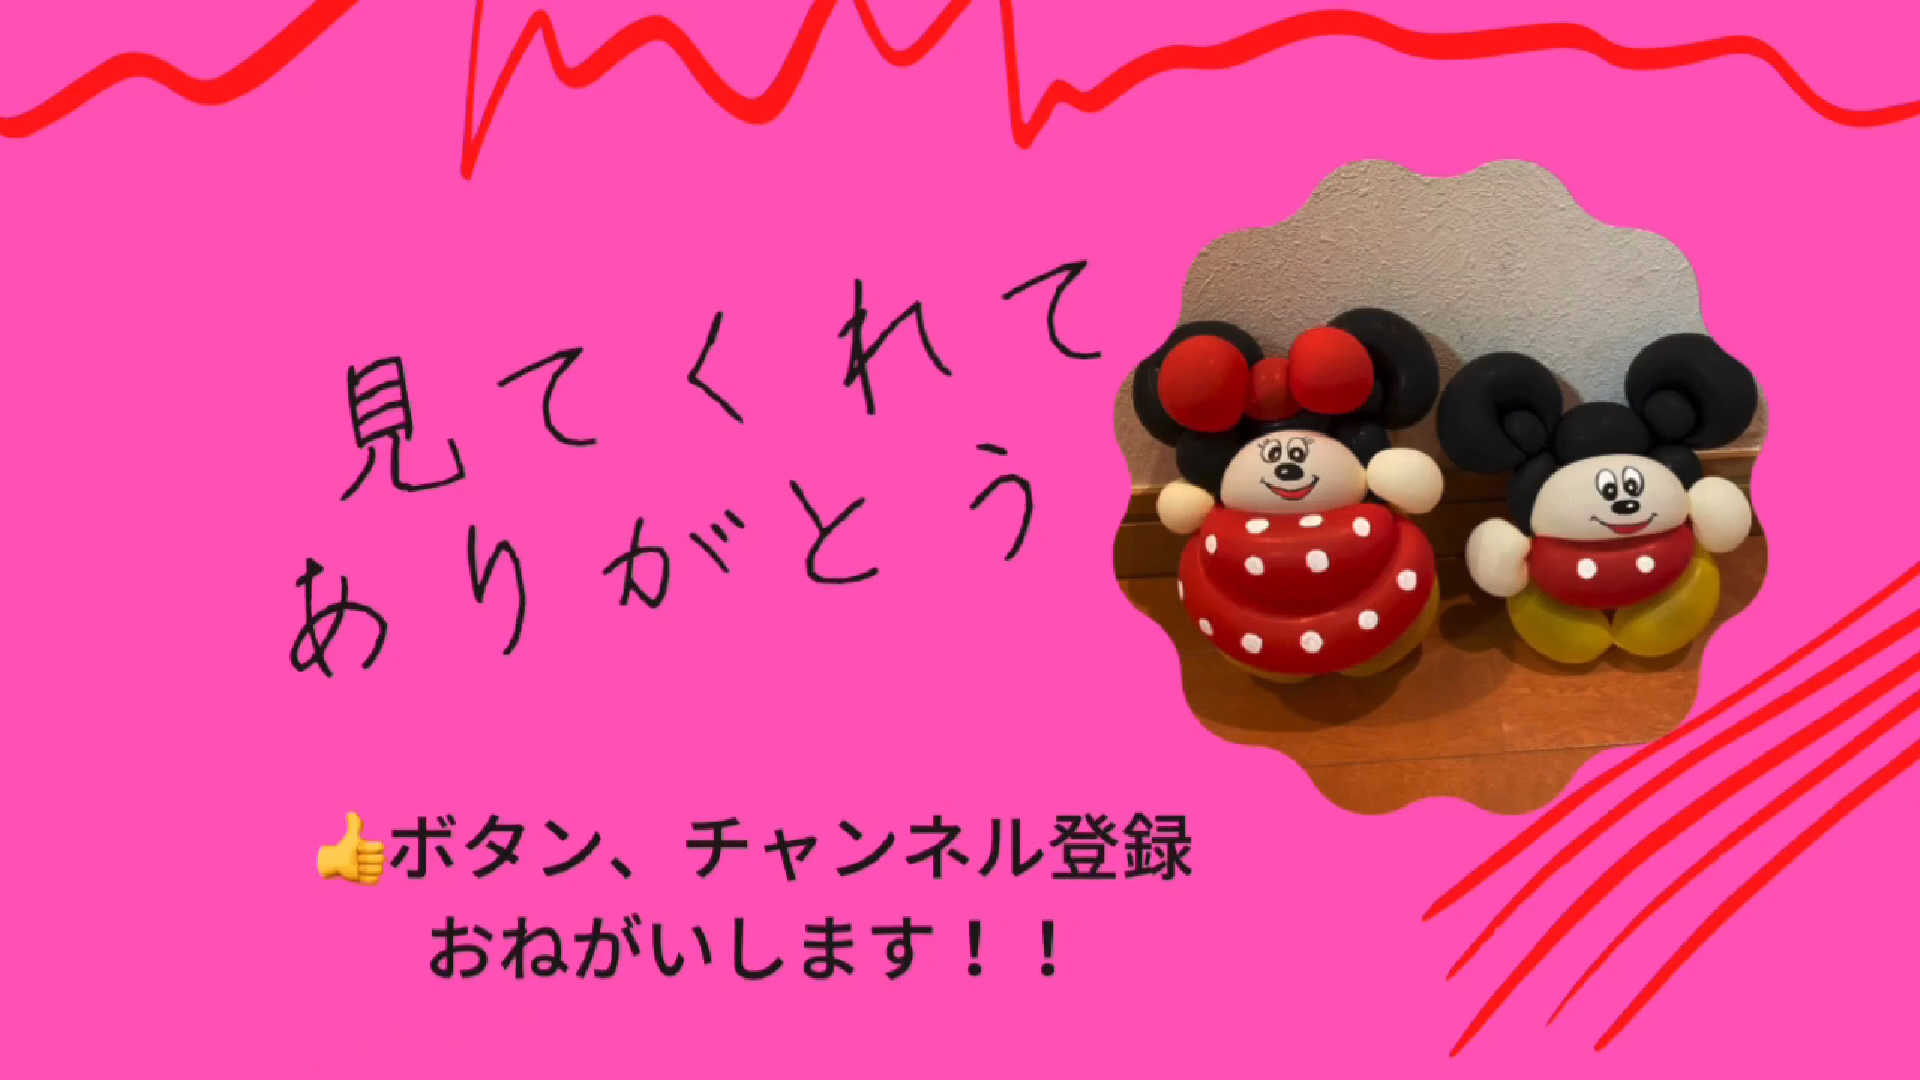 見てくれて
ありがとう
👍ボタン、チャンネル登録
おねがいします！！